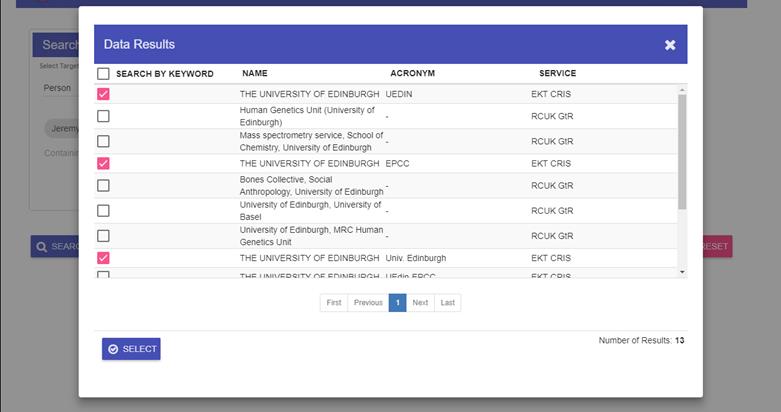 Search
Select Target
Person
Jeremy
Containin
SEARC
RESET
Data Results
SEARCH BY KEYWORD NAME ACRONYM SERVICE
THE UNIVERSITY OF EDINBURGH UEDIN EKT CRIS
Human Genetics Unit (University of
Edinburgh) - RCUK GtR
Mass spectrometry service, School of
Chemistry, University of Edinburgh - RCUK GtR
THE UNIVERSITY OF EDINBURGH EPCC EKT CRIS
Bones Collective, Social
Anthropology, University of Edinburgh - RCUK GtR
University of Edinburgh, University of
Basel - RCUK GtR
University of Edinburgh, MRC Human
Genetics Unit - RCUK GtR
THE UNIVERSITY OF EDINBURGH Univ. Edinburgh EKT CRIS
THE UNIVERSITY OF EDINBURGH UEdin EPCC EKT CRIS
First Previous 1 Next Last
Number of Results: 13
SELECT